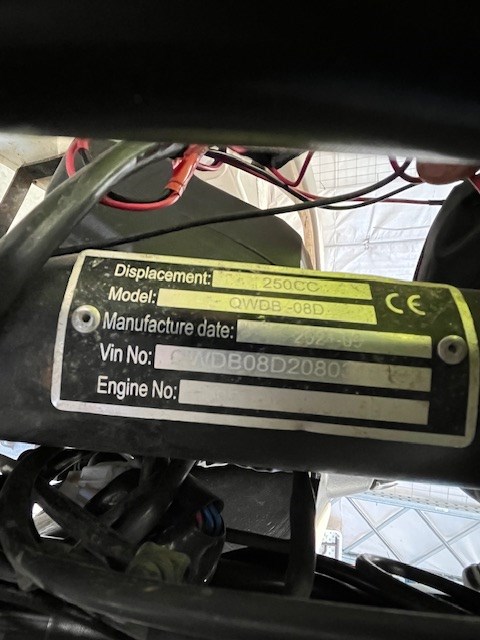 Displacement: 250CC
Model: QWDB-08D
CE
Manufacture date:
Vin No: QWDB08D2080
Engine No: